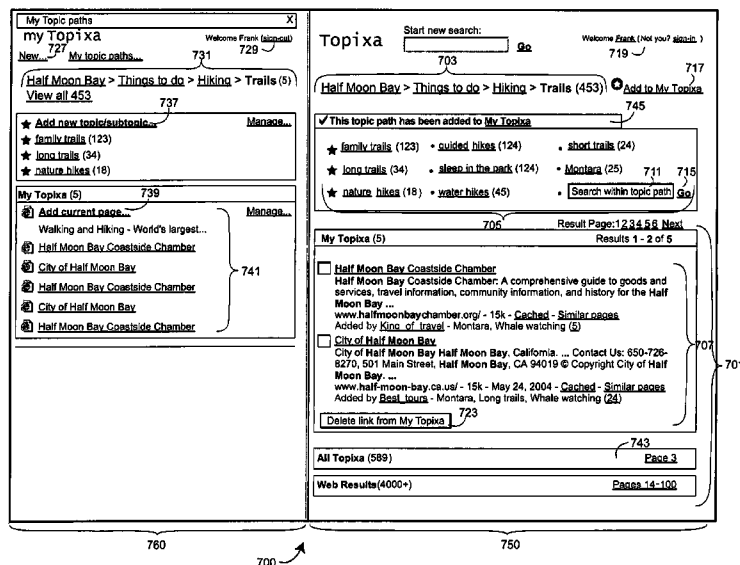 My Topic paths X
my Topixa
Welcome Frank (sign-out)
727
729
New...
My topic paths...
731
Half Moon Bay > Things to do > Hiking > Trails (5)
View all 453
737
Add new topic/subtopic... Manage...
family trails (123)
long trails (34)
nature hikes (18)
My Topixa (5)
739
Add current page... Manage...
Walking and Hiking - World's largest...
Half Moon Bay Coastside Chamber
City of Half Moon Bay
741
Half Moon Bay Coastside Chamber
City of Half Moon Bay
Half Moon Bay Coastside Chamber
760
700
Topixa
Start new search:
Go
Welcome Frank (Not you? sign-in )
719
703
717
Half Moon Bay > Things to do > Hiking > Trails (453)
Add to My Topixa
745
✓This topic path has been added to My Topixa
family trails (123) • guided hikes (124) • short trails (24)
long trails (34) • sleep in the park (124) • Montara (25)
711
715
nature hikes (18) • water hikes (45) • Search within topic path Go
705
Result Page:1 2 3 4 5 6 Next
My Topixa (5) Results 1 - 2 of 5
Half Moon Bay Coastside Chamber
Half Moon Bay Coastside Chamber: A comprehensive guide to goods and
services, travel information, community information, and history for the Half
Moon Bay ...
www.halfmoonbaychamber.org/ - 15k - Cached - Similar pages
Added by King_of_travel - Montara, Whale watching (5)
707
701
City of Half Moon Bay
City of Half Moon Bay Half Moon Bay, California. ... Contact Us: 650-726-
8270, 501 Main Street, Half Moon Bay, CA 94019 © Copyright City of Half
Moon Bay. ...
www.half-moon-bay.ca.us/ - 15k - May 24, 2004 - Cached - Similar pages
Added by Best_tours - Montara, Long trails, Whale watching (24)
723
Delete link from My Topixa
743
All Topixa (589) Page 3
Web Results(4000+) Pages 14-100
750